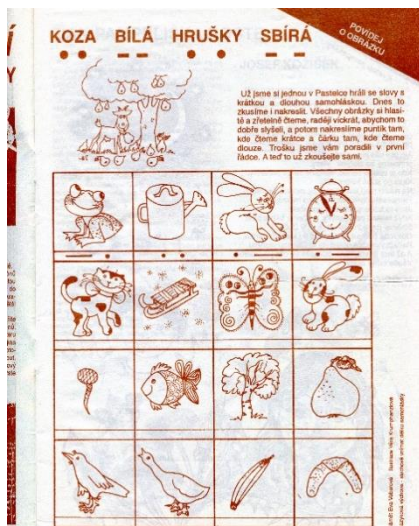 POVÍDEJ
O OBRÁZKU
KOZA BÍLÁ HRUŠKY SBÍRÁ
Už jsme si jednou v Pastelce hráli se slovy s
krátkou a dlouhou samohláskou. Dnes to
zkusíme i nakreslit. Všechny obrázky si hlasi-
tě a zřetelně čteme, raději víckrát, abychom to
dobře slyšeli, a potom nakreslíme puntík tam,
kde čteme krátce a čárku tam, kde čteme
dlouze. Trošku jsme vám poradili v první
řádce. A teď to už zkoušejte sami.